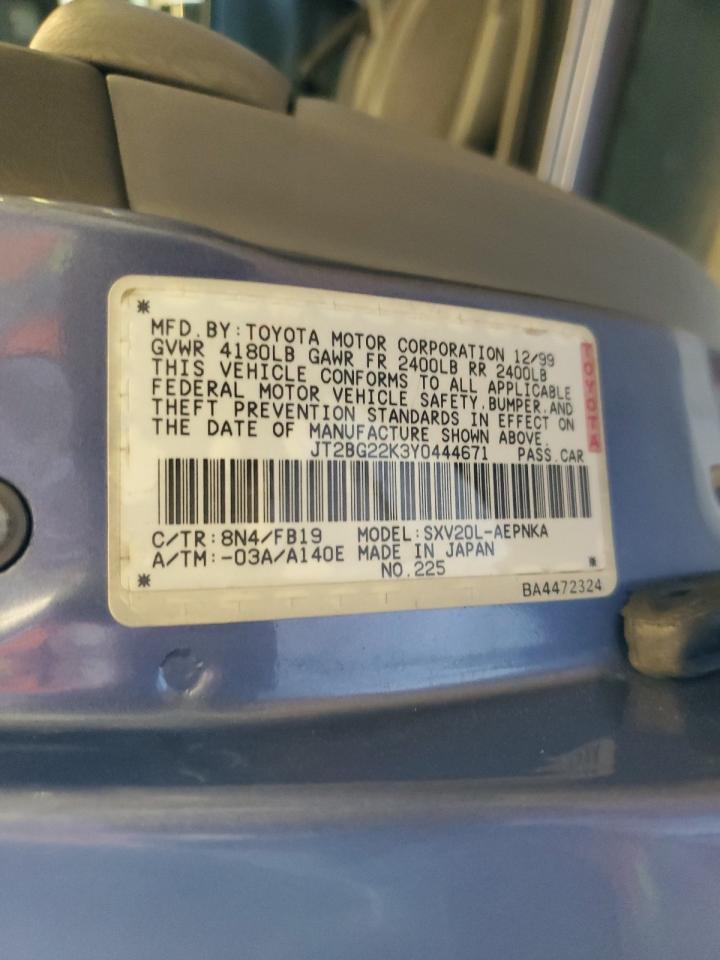 MFD.BY:TOYOTA MOTOR CORPORATION 12/99
GVWR 4180LB GAWR FR 2400LB RR 2400LB
THIS VEHICLE CONFORMS TO ALL APPLICABLE
FEDERAL MOTOR VEHICLE SAFETY,BUMPER,AND
THEFT PREVENTION STANDARDS IN EFFECT ON
THE DATE OF MANUFACTURE SHOWN ABOVE.
JT2BG22K3Y0444671 PASS.CAR
C/TR:8N4/FB19 MODEL:SXV20L-AEPNKA
A/TM:-03A/A140E MADE IN JAPAN
NO.225
BA4472324
TOYOTA